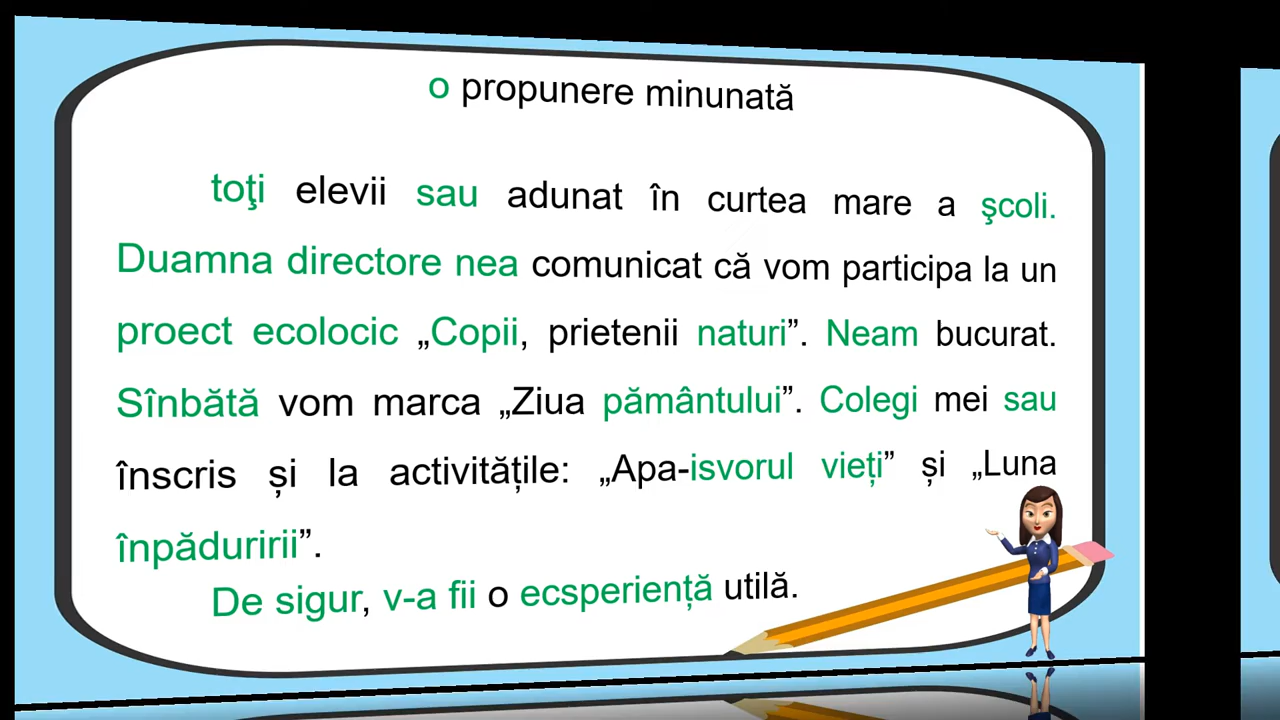 o propunere minunată
toţi elevii sau adunat în curtea mare a şcoli.
Duamna directore nea comunicat că vom participa la un
proect ecolocic „Copii, prietenii naturi”. Neam bucurat.
Sînbătă vom marca „Ziua pământului”. Colegi mei sau
înscris și la activitățile: „Apa-isvorul vieți” și „Luna
înpăduririi”.
De sigur, v-a fii o ecsperiență utilă.